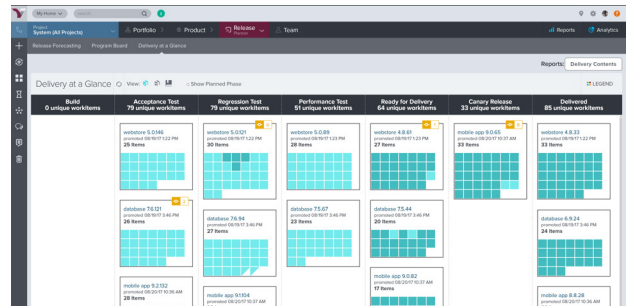 My Home
Search
Project
System (All Projects)
Portfolio
Product
Release
Planner
Team
Reports
Analytics
Release Forecasting Program Board Delivery at a Glance
Reports: Delivery Contents
Delivery at a Glance View: Show Planned Phase LEGEND
Build
0 unique workitems
Acceptance Test
79 unique workitems
Regression Test
79 unique workitems
Performance Test
51 unique workitems
Ready for Delivery
64 unique workitems
Canary Release
33 unique workitems
Delivered
85 unique workitems
webstore 5.0.146
promoted 08/19/17 1:22 PM
25 Items
database 7.6.121
promoted 08/19/17 3:46 PM
26 Items
mobile app 9.2.132
promoted 08/20/17 10:36 AM
28 Items
webstore 5.0.121
promoted 08/19/17 1:23 PM
30 Items
database 7.6.94
promoted 08/19/17 3:46 PM
27 Items
mobile app 9.1.104
promoted 08/20/17 10:37 AM
webstore 5.0.89
promoted 08/19/17 1:23 PM
28 Items
database 7.5.67
promoted 08/19/17 3:46 PM
23 Items
webstore 4.8.61
promoted 08/19/17 1:23 PM
27 Items
database 7.5.44
promoted 08/19/17 3:46 PM
20 Items
mobile app 9.0.82
promoted 08/20/17 10:37 AM
17 Items
mobile app 9.0.65
promoted 08/20/17 10:37 AM
33 Items
webstore 4.8.33
promoted 08/19/17 1:22 PM
33 Items
database 6.9.24
promoted 08/19/17 3:46 PM
24 Items
mobile app 8.8.28
promoted 08/20/17 10:36 AM